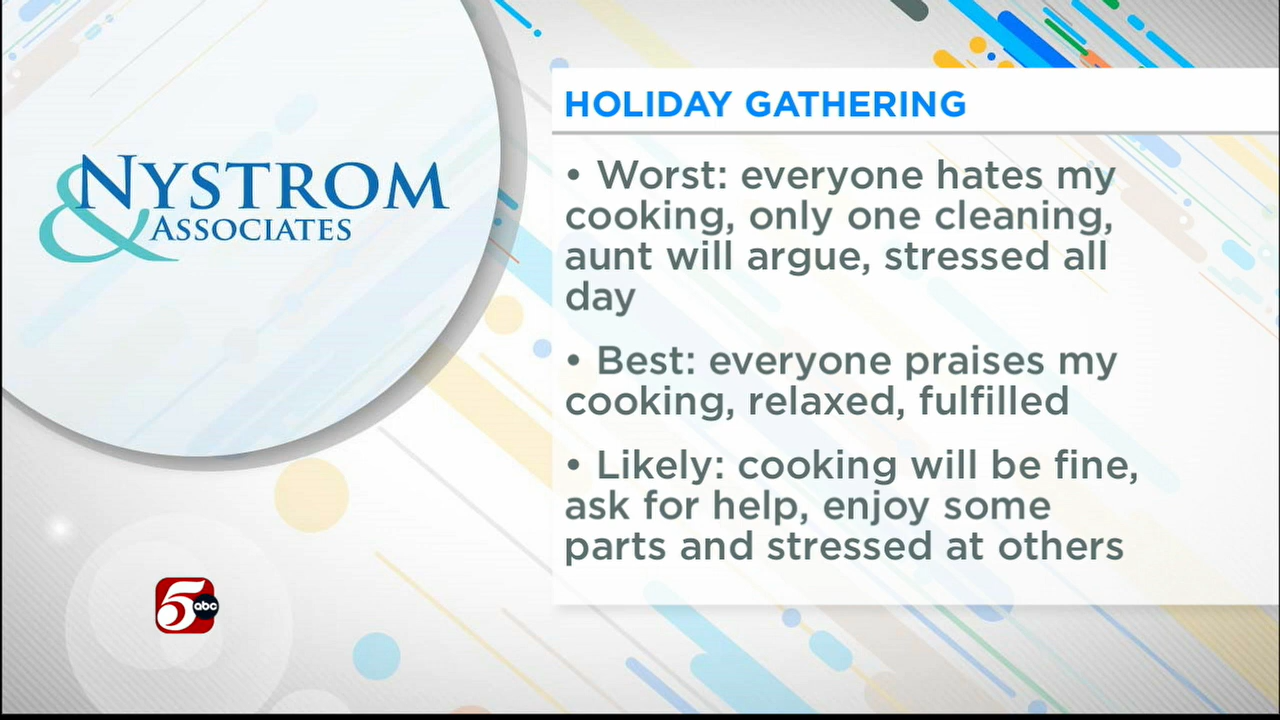 NYSTROM
& ASSOCIATES
HOLIDAY GATHERING
• Worst: everyone hates my
cooking, only one cleaning,
aunt will argue, stressed all
day
• Best: everyone praises my
cooking, relaxed, fulfilled
• Likely: cooking will be fine,
ask for help, enjoy some
parts and stressed at others
5 abc